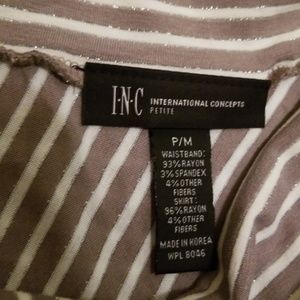 I·N·C INTERNATIONAL CONCEPTS
PETITE
P/M
WAISTBAND:
93%RAYON
3%SPANDEX
4%OTHER
FIBERS
SKIRT:
96%RAYON
4%OTHER
FIBERS
MADE IN KOREA
WPL 8046